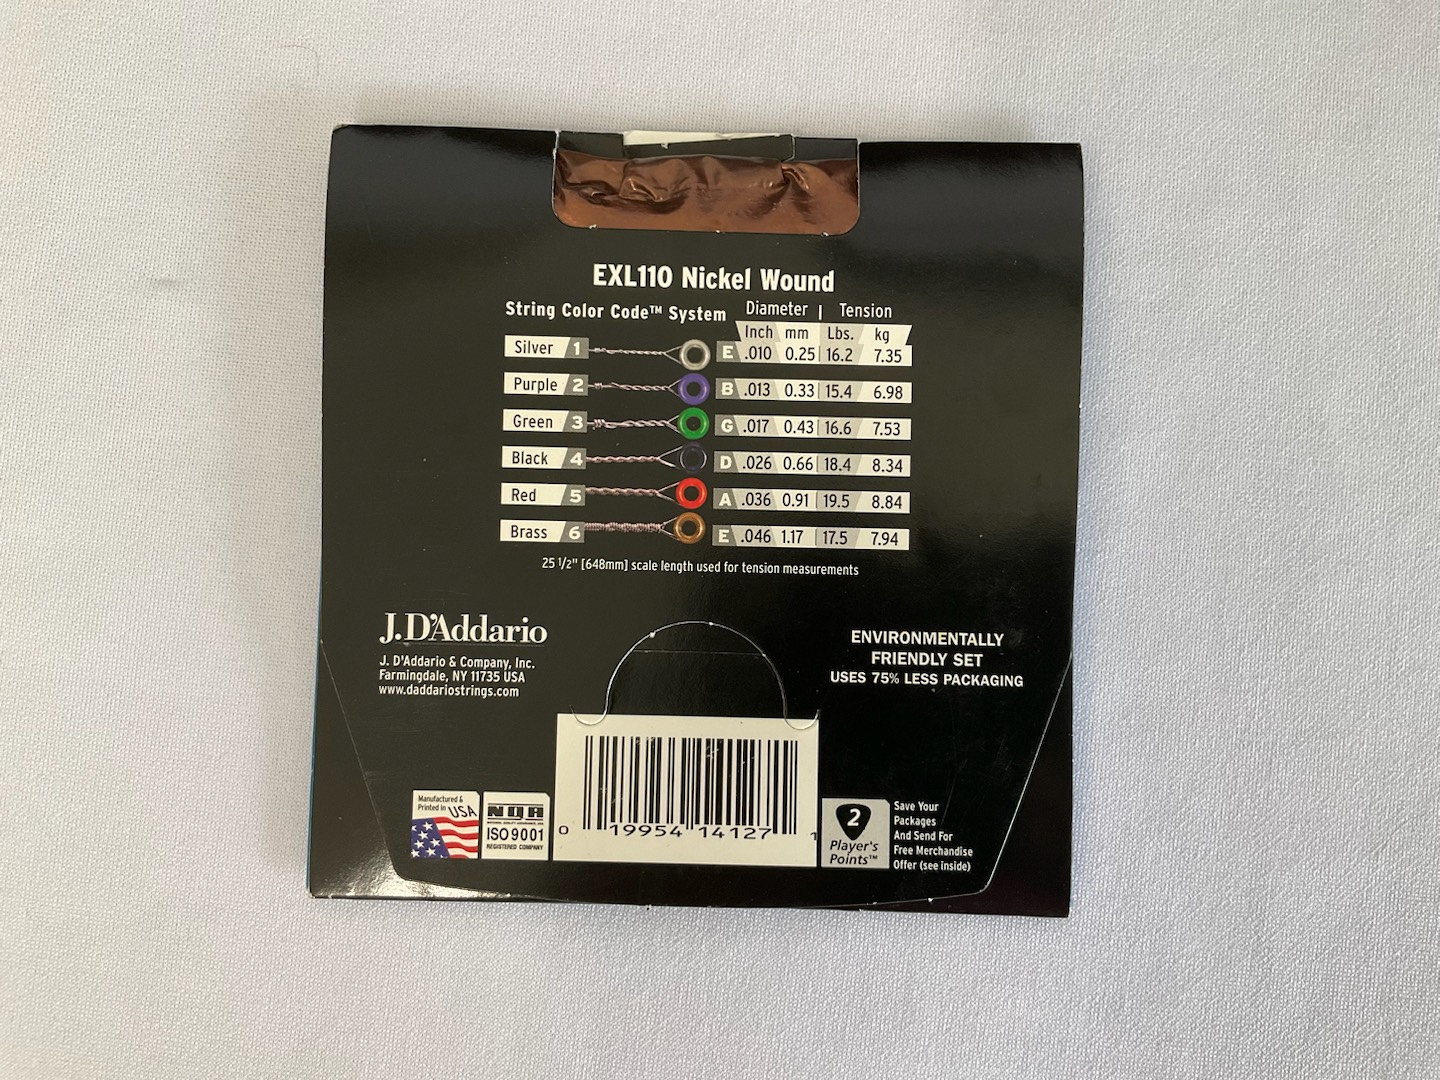 EXL110 Nickel Wound
String Color Code™ System
Diameter | Tension
Inch mm Lbs. kg
Silver 1 E .010 0.25 16.2 7.35
Purple 2 B .013 0.33 15.4 6.98
Green 3 G .017 0.43 16.6 7.53
Black 4 D .026 0.66 18.4 8.34
Red 5 A .036 0.91 19.5 8.84
Brass 6 E .046 1.17 17.5 7.94
25 1/2" [648mm] scale length used for tension measurements
J.D'Addario
J. D'Addario & Company, Inc.
Farmingdale, NY 11735 USA
www.daddariostrings.com
ENVIRONMENTALLY
FRIENDLY SET
USES 75% LESS PACKAGING
Manufactured &
Printed in USA
NQA
NATIONAL QUALITY ASSURANCE, USA
ISO 9001
REGISTERED COMPANY
0 19954 14127 1
2
Player's
Points™
Save Your
Packages
And Send For
Free Merchandise
Offer (see inside)